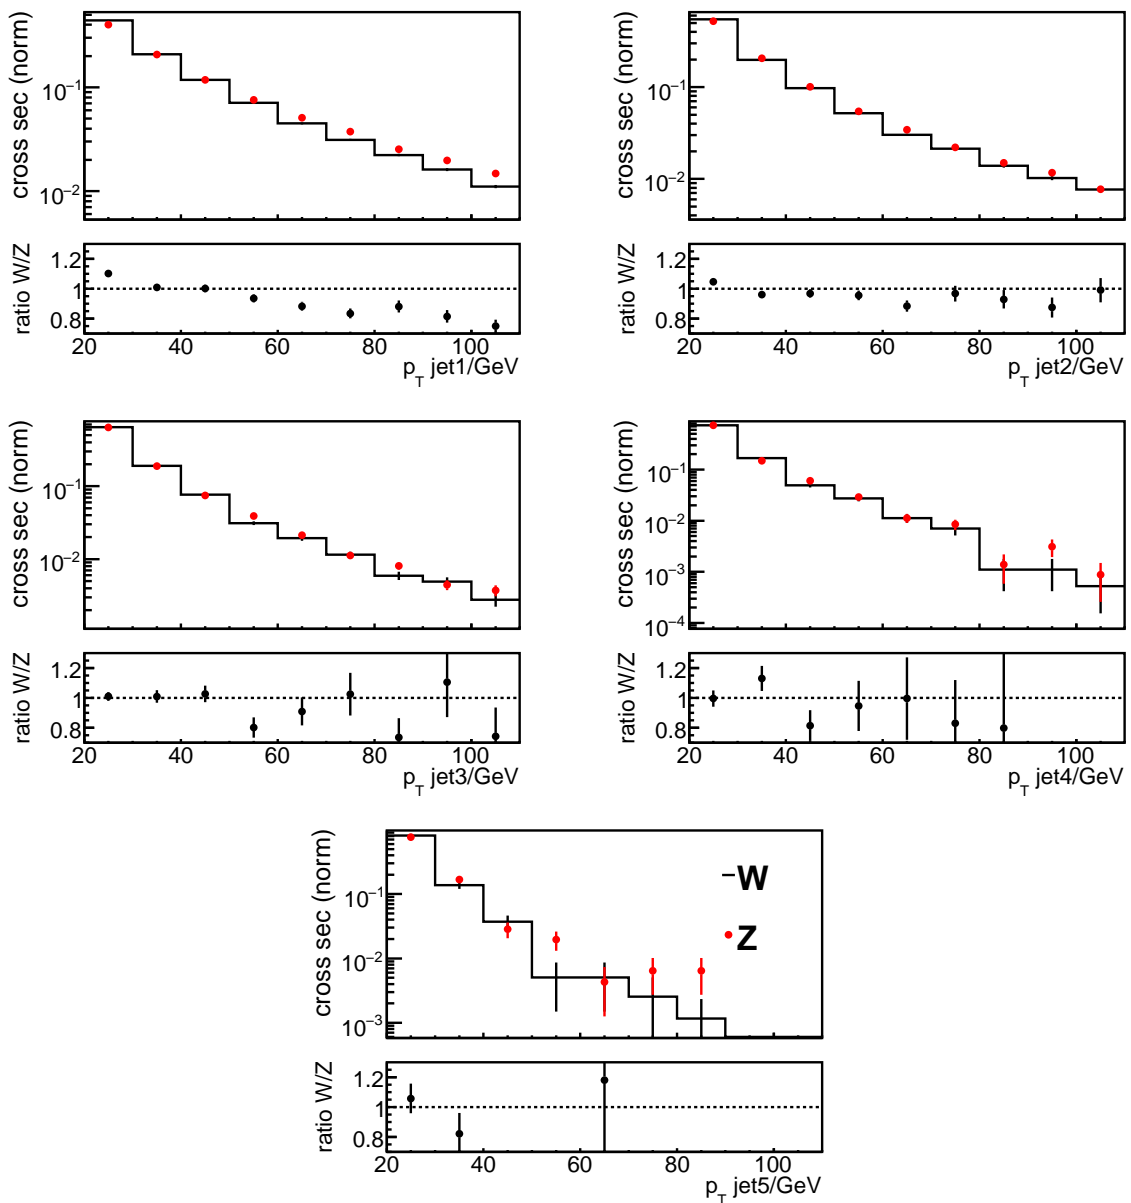 cross sec (norm)
10⁻¹
10⁻²
ratio W/Z
1.2
1
0.8
20 40 60 80 100
p_T jet1/GeV
cross sec (norm)
10⁻¹
10⁻²
ratio W/Z
1.2
1
0.8
20 40 60 80 100
p_T jet2/GeV
cross sec (norm)
10⁻¹
10⁻²
ratio W/Z
1.2
1
0.8
20 40 60 80 100
p_T jet3/GeV
cross sec (norm)
10⁻¹
10⁻²
10⁻³
10⁻⁴
ratio W/Z
1.2
1
0.8
20 40 60 80 100
p_T jet4/GeV
cross sec (norm)
10⁻¹
10⁻²
10⁻³
W
Z
ratio W/Z
1.2
1
0.8
20 40 60 80 100
p_T jet5/GeV